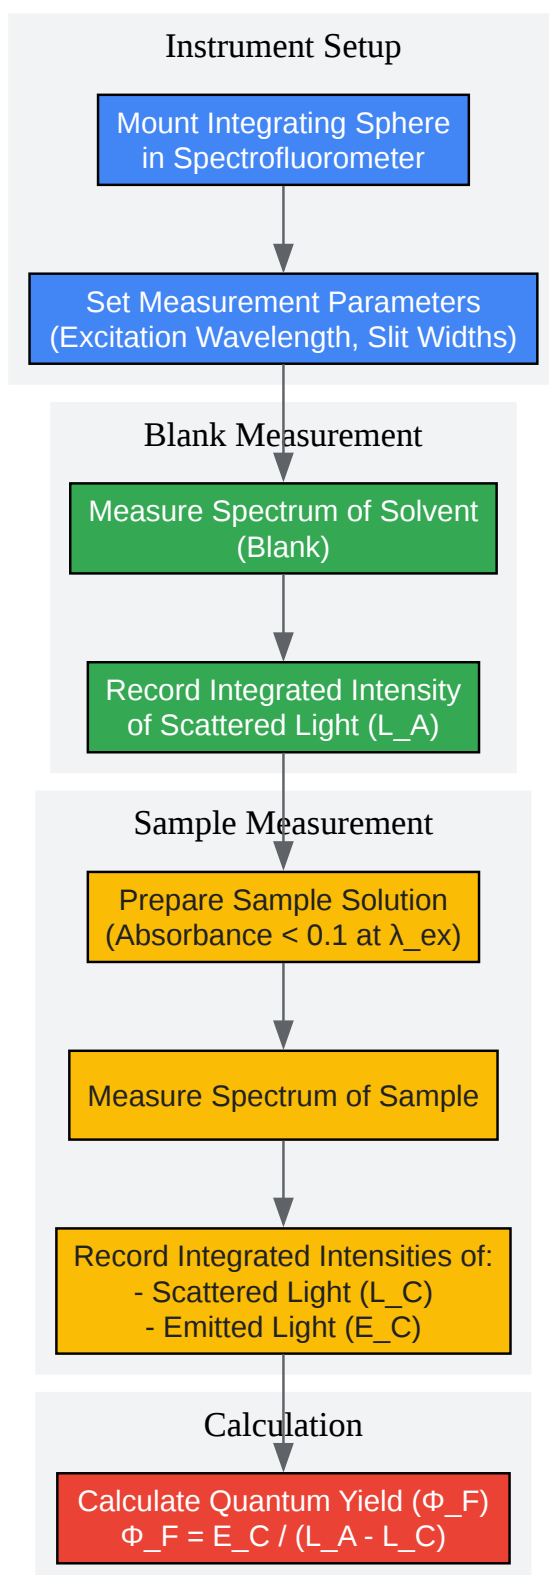 Instrument Setup
Mount Integrating Sphere
in Spectrofluorometer
Set Measurement Parameters
(Excitation Wavelength, Slit Widths)
Blank Measurement
Measure Spectrum of Solvent
(Blank)
Record Integrated Intensity
of Scattered Light (L_A)
Sample Measurement
Prepare Sample Solution
(Absorbance < 0.1 at λ_ex)
Measure Spectrum of Sample
Record Integrated Intensities of:
- Scattered Light (L_C)
- Emitted Light (E_C)
Calculation
Calculate Quantum Yield (Φ_F)
Φ_F = E_C / (L_A - L_C)